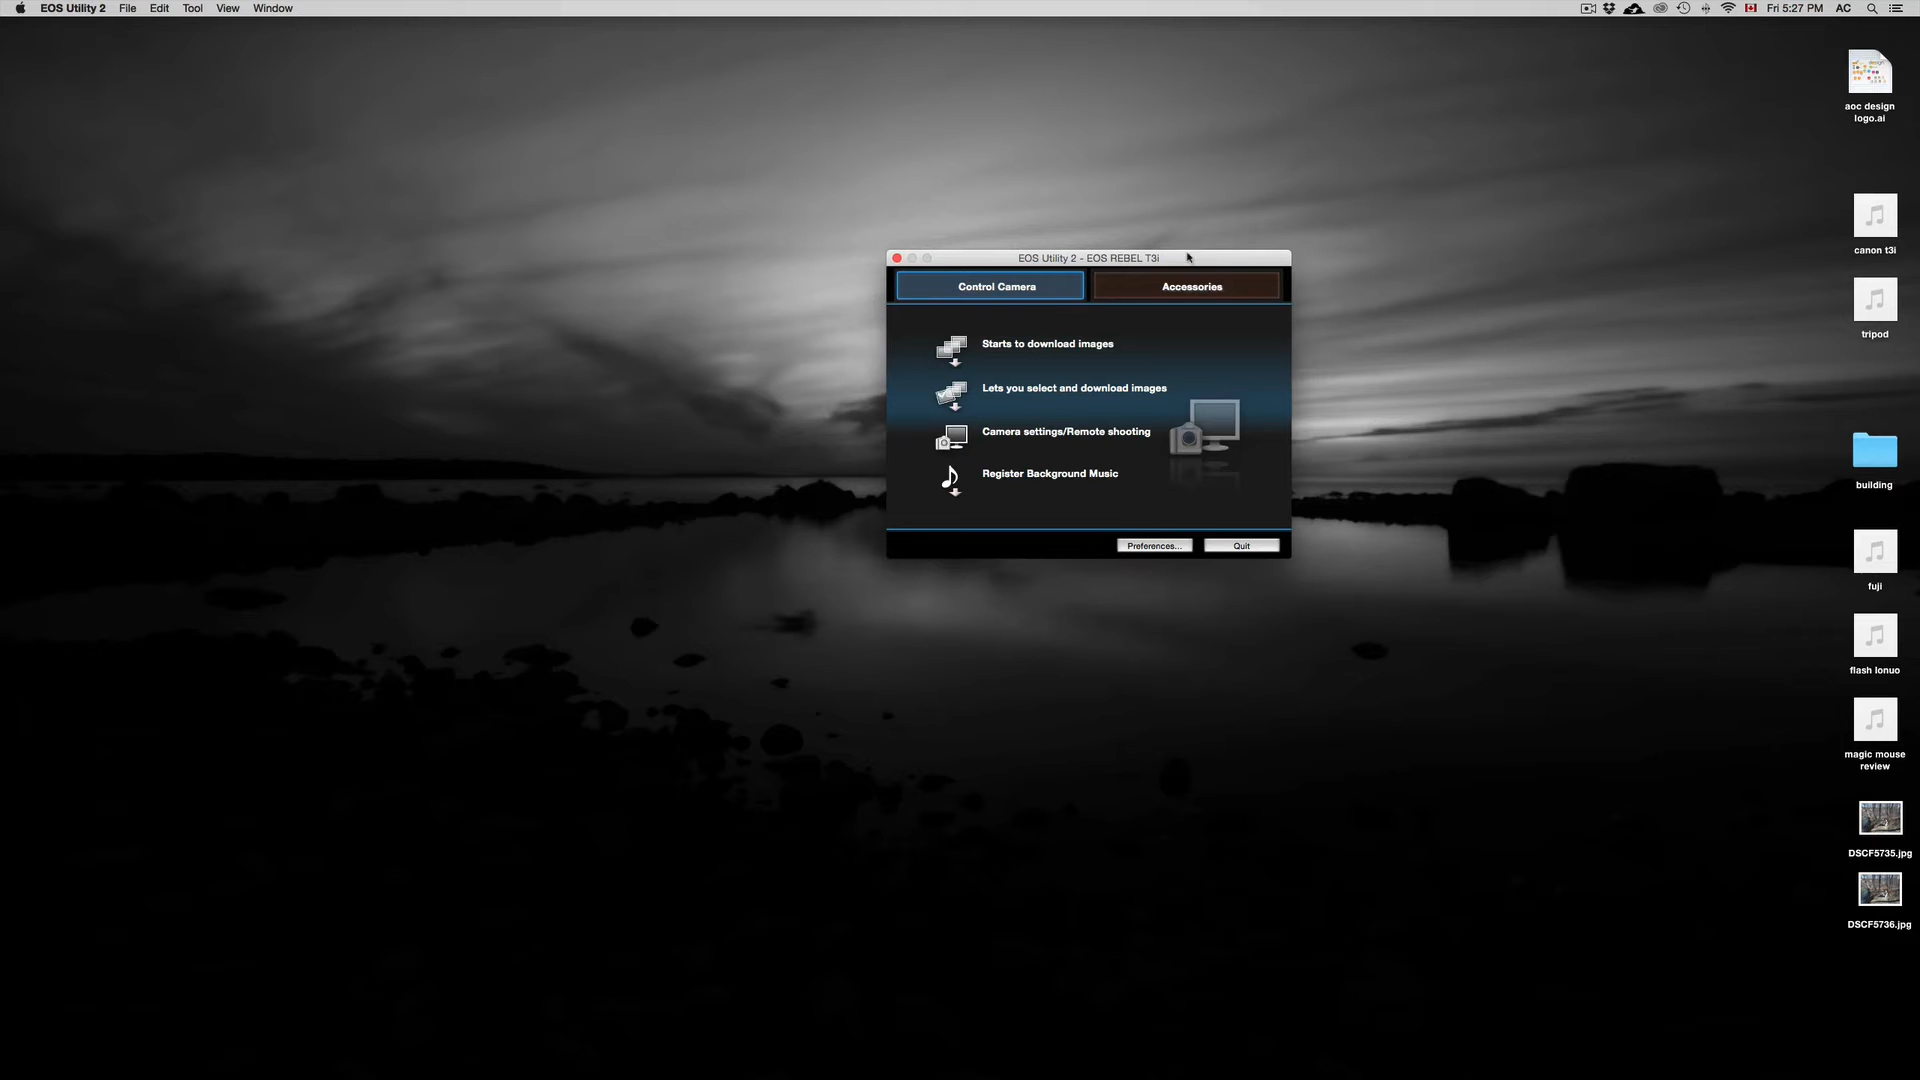 EOS Utility 2 File Edit Tool View Window Fri 5:27 PM AC
EOS Utility 2 - EOS REBEL T3i
Control Camera Accessories
Starts to download images
Lets you select and download images
Camera settings/Remote shooting
Register Background Music
Preferences... Quit
aoc design
logo.ai
canon t3i
tripod
building
fuji
flash lonuo
magic mouse
review
DSCF5735.jpg
DSCF5736.jpg